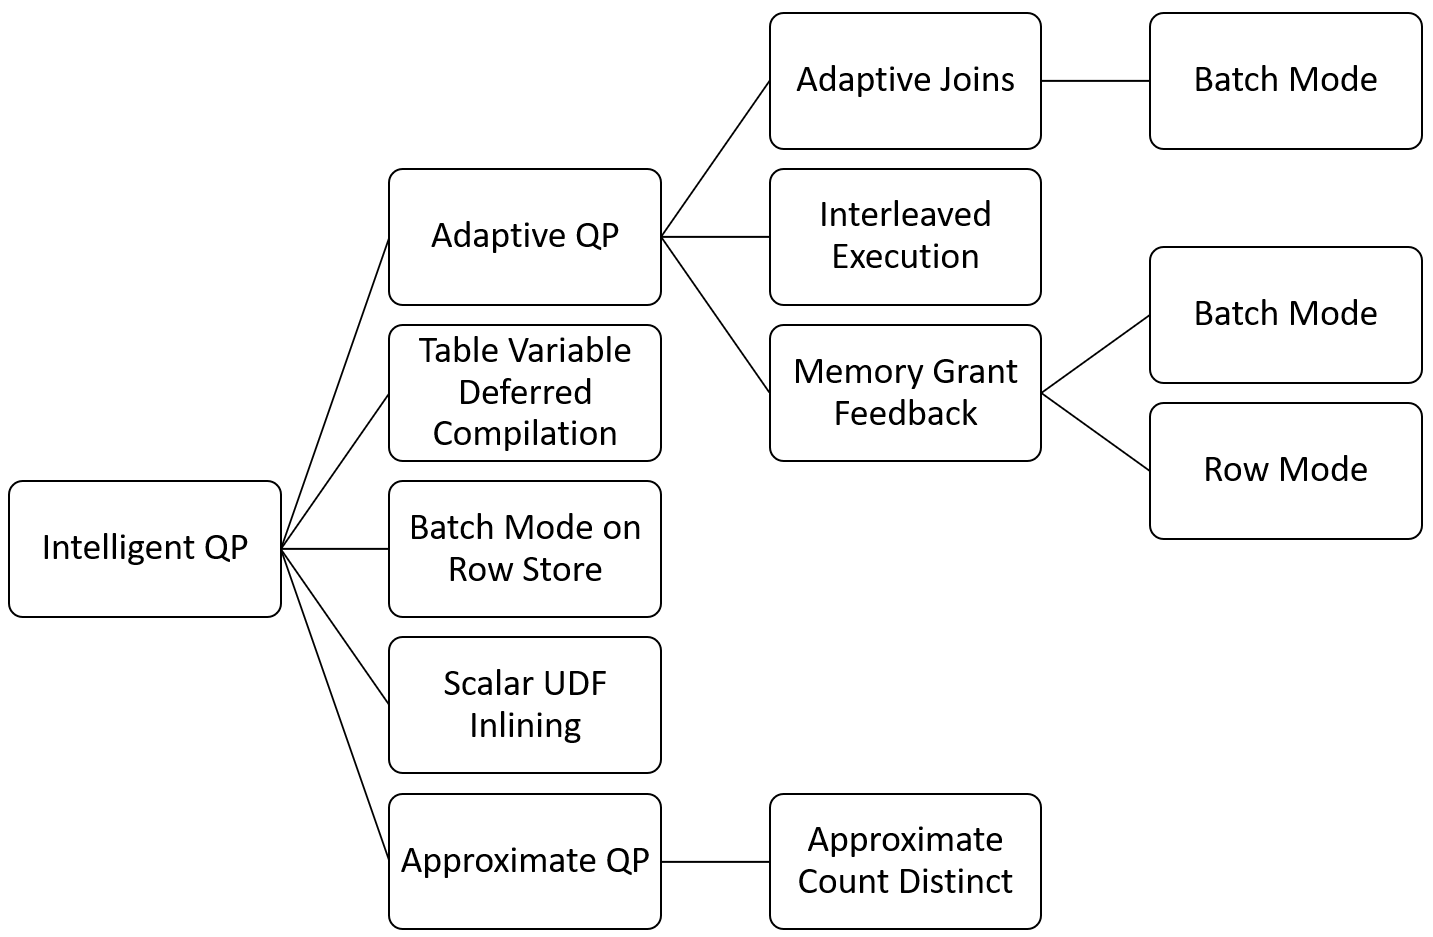 Intelligent QP
Adaptive QP
Adaptive Joins
Batch Mode
Interleaved
Execution
Memory Grant
Feedback
Batch Mode
Row Mode
Table Variable
Deferred
Compilation
Batch Mode on
Row Store
Scalar UDF
Inlining
Approximate QP
Approximate
Count Distinct